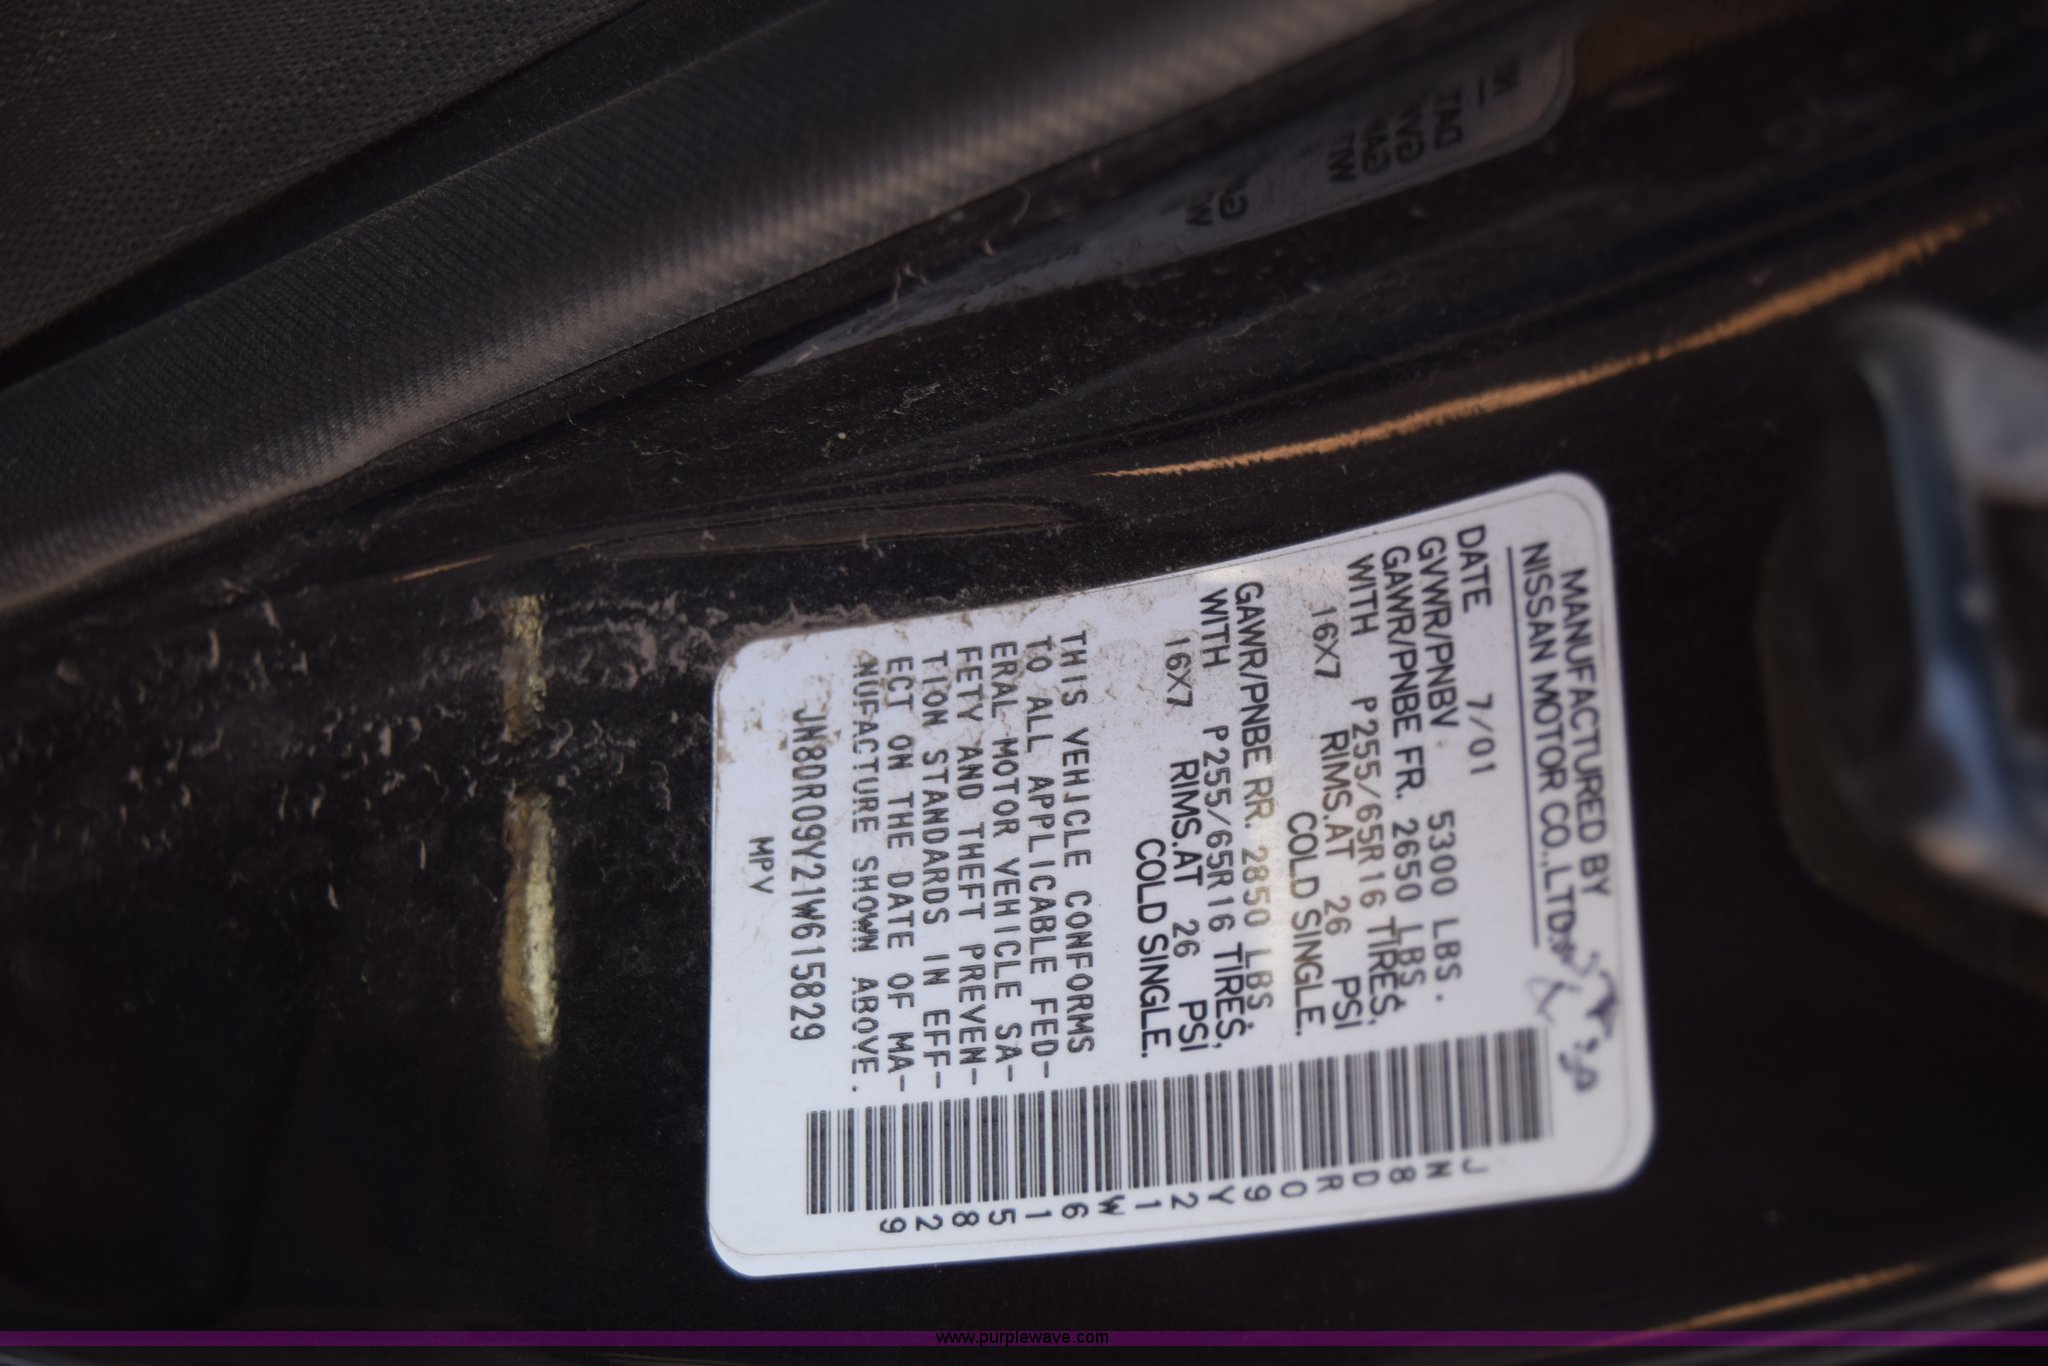 MANUFACTURED BY
NISSAN MOTOR CO.,LTD.
DATE 7/01
GVWR/PNBV 5300 LBS.
GAWR/PNBE FR. 2650 LBS.
WITH P255/65R16 TIRES,
16X7 RIMS.AT 26 PSI
COLD SINGLE.
GAWR/PNBE RR. 2850 LBS.
WITH P255/65R16 TIRES,
16X7 RIMS.AT 26 PSI
COLD SINGLE.
THIS VEHICLE CONFORMS
TO ALL APPLICABLE FED-
ERAL MOTOR VEHICLE SA-
FETY AND THEFT PREVEN-
TION STANDARDS IN EFF-
ECT ON THE DATE OF MA-
NUFACTURE SHOWN ABOVE.
JN8DR09Y21W615829
MPV
JN8DR09Y21W615829
www.purplewave.com